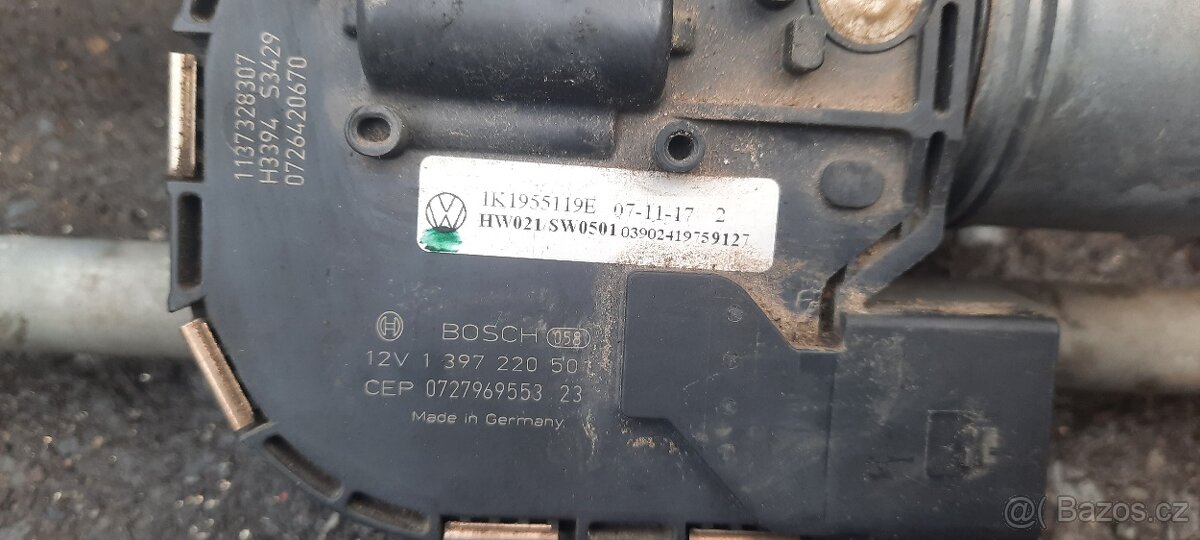 1137328307
H3394 S3429
0726420670
1K1955119E 07-11-17 2
HW021/SW0501 03902419759127
BOSCH 058
12V 1 397 220 501
CEP 0727969553 23
Made in Germany
@ Bazos.cz